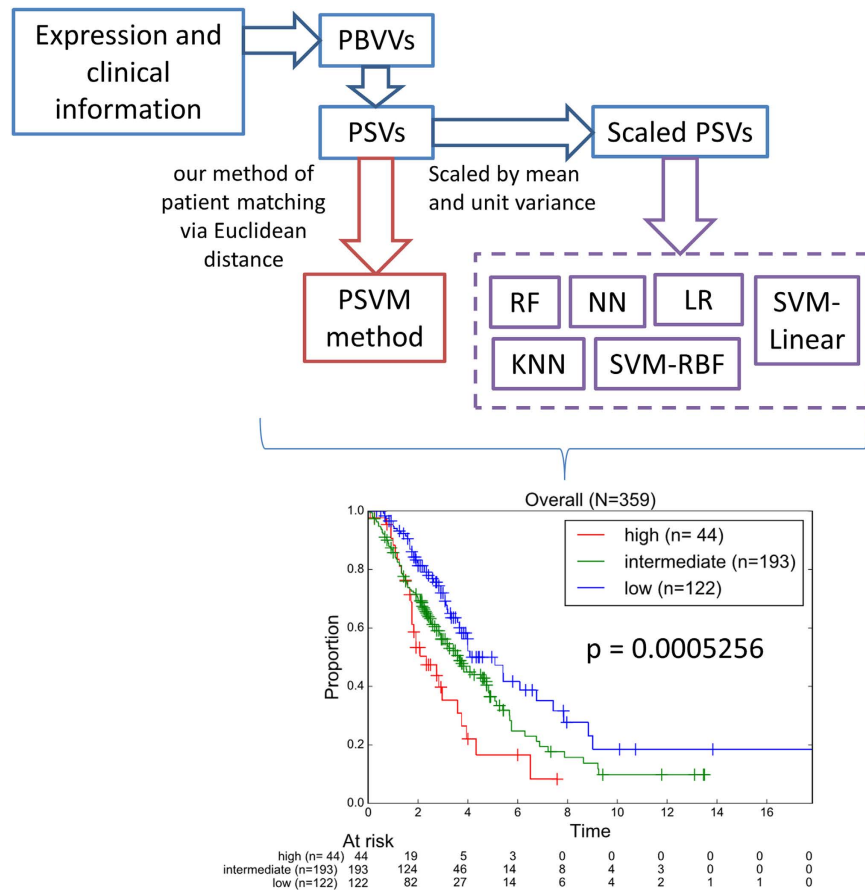 Expression and
clinical
information
PBVVs
PSVs
Scaled PSVs
our method of
patient matching
via Euclidean
distance
Scaled by mean
and unit variance
PSVM
method
RF
NN
LR
SVM-
Linear
KNN
SVM-RBF
Overall (N=359)
high (n= 44)
intermediate (n=193)
low (n=122)
p = 0.0005256
Proportion
1.0
0.8
0.6
0.4
0.2
0.0
0 2 4 6 8 10 12 14 16
Time
At risk
high (n= 44) 44 19 5 3 0 0 0 0 0
intermediate (n=193) 193 124 46 14 8 4 3 0 0
low (n=122) 122 82 27 14 6 4 2 1 1 0